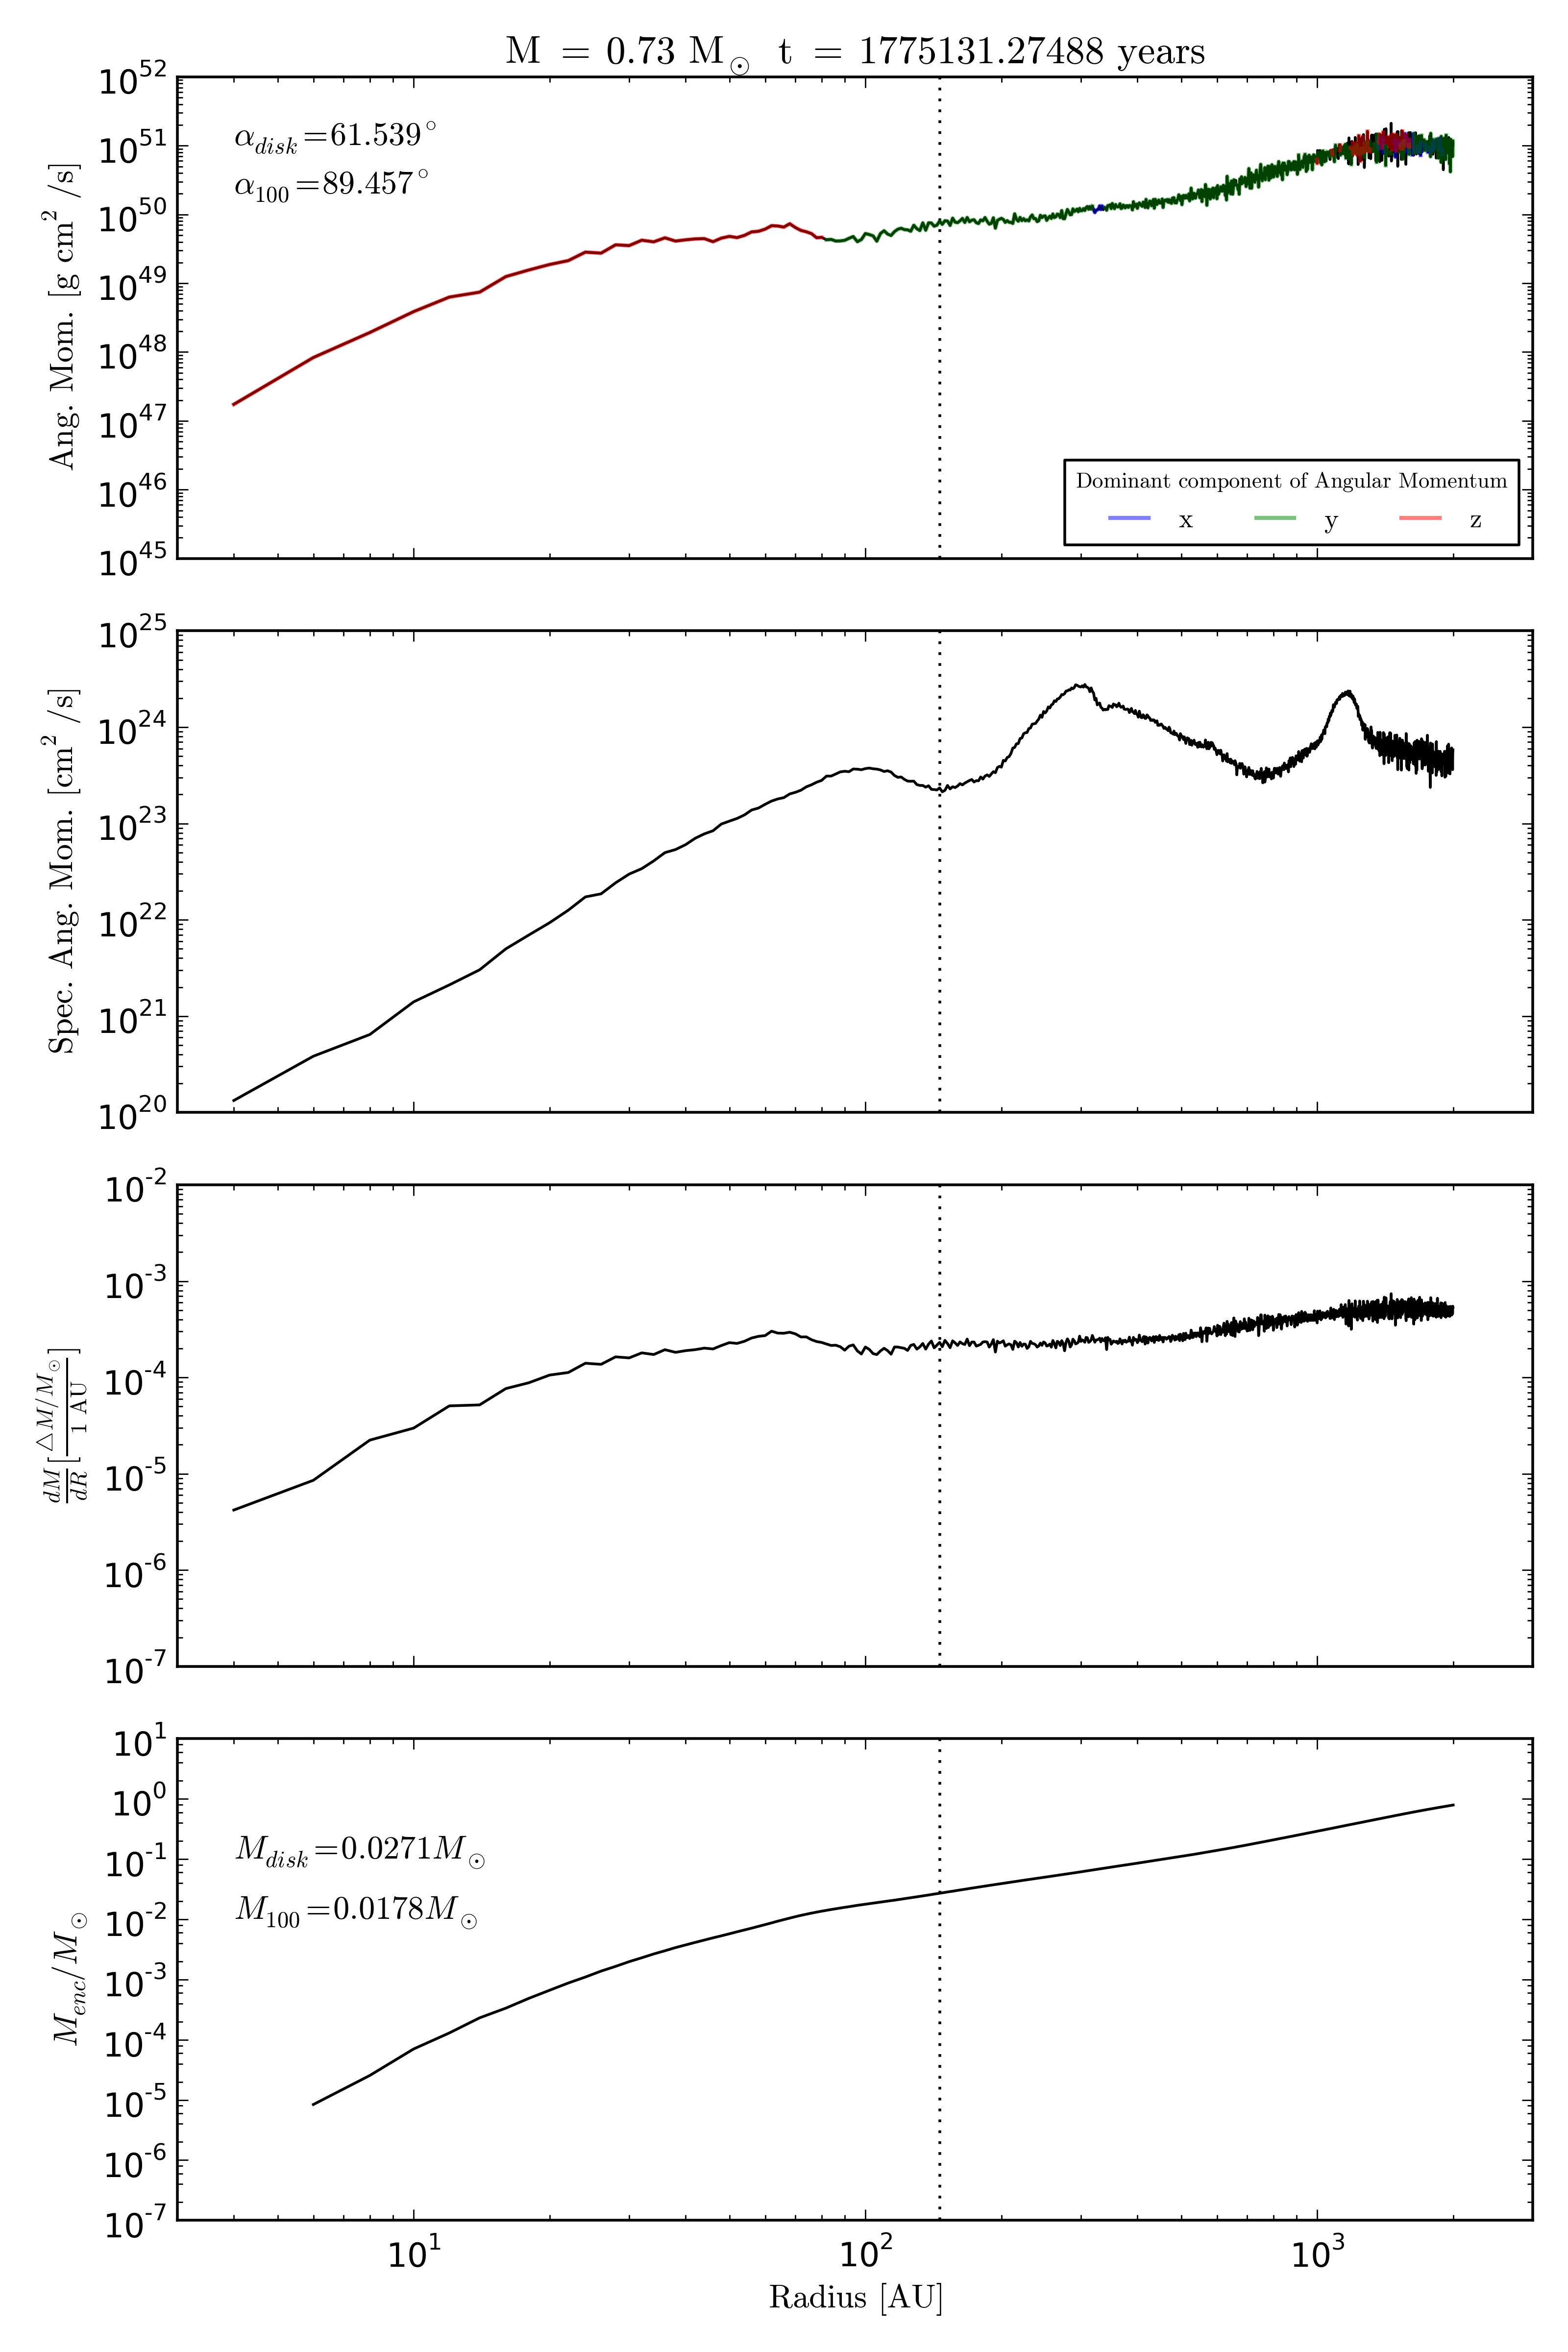 M = 0.73 M⊙ t = 1775131.27488 years
10^52
10^51
10^50
10^49
10^48
10^47
10^46
10^45
Ang. Mom. [g cm^2 /s]
α_disk=61.539°
α_100=89.457°
Dominant component of Angular Momentum
x y z
10^25
10^24
10^23
10^22
10^21
10^20
Spec. Ang. Mom. [cm^2 /s]
10^-2
10^-3
10^-4
10^-5
10^-6
10^-7
dM/dR [△M/M⊙ / 1 AU]
10^1
10^0
10^-1
10^-2
10^-3
10^-4
10^-5
10^-6
10^-7
M_enc/M⊙
M_disk=0.0271M⊙
M_100=0.0178M⊙
10^1 10^2 10^3
Radius [AU]